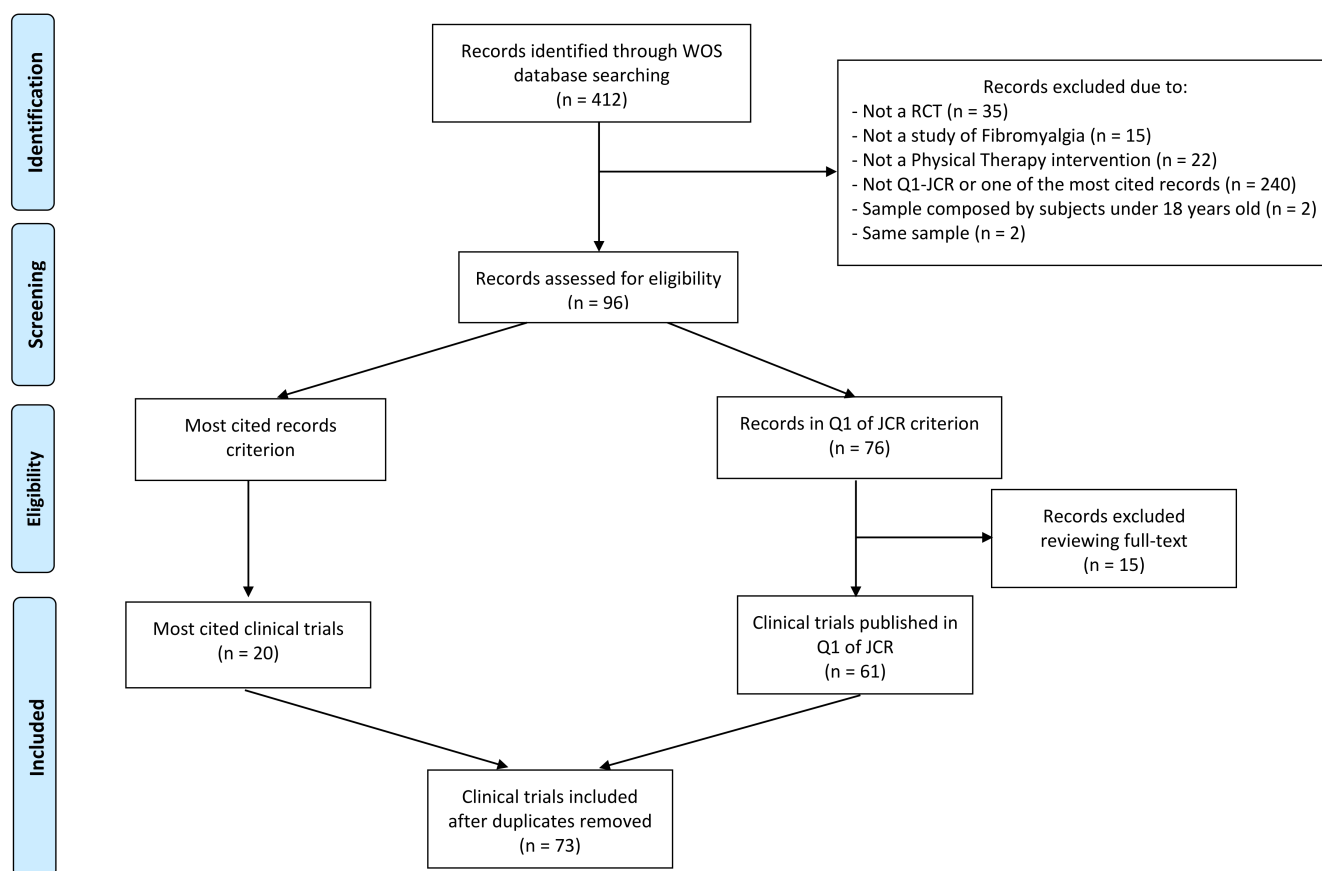 Identification
Records identified through WOS
database searching
(n = 412)
Records excluded due to:
- Not a RCT (n = 35)
- Not a study of Fibromyalgia (n = 15)
- Not a Physical Therapy intervention (n = 22)
- Not Q1-JCR or one of the most cited records (n = 240)
- Sample composed by subjects under 18 years old (n = 2)
- Same sample (n = 2)
Screening
Records assessed for eligibility
(n = 96)
Eligibility
Most cited records
criterion
Records in Q1 of JCR criterion
(n = 76)
Records excluded
reviewing full-text
(n = 15)
Included
Most cited clinical trials
(n = 20)
Clinical trials published in
Q1 of JCR
(n = 61)
Clinical trials included
after duplicates removed
(n = 73)